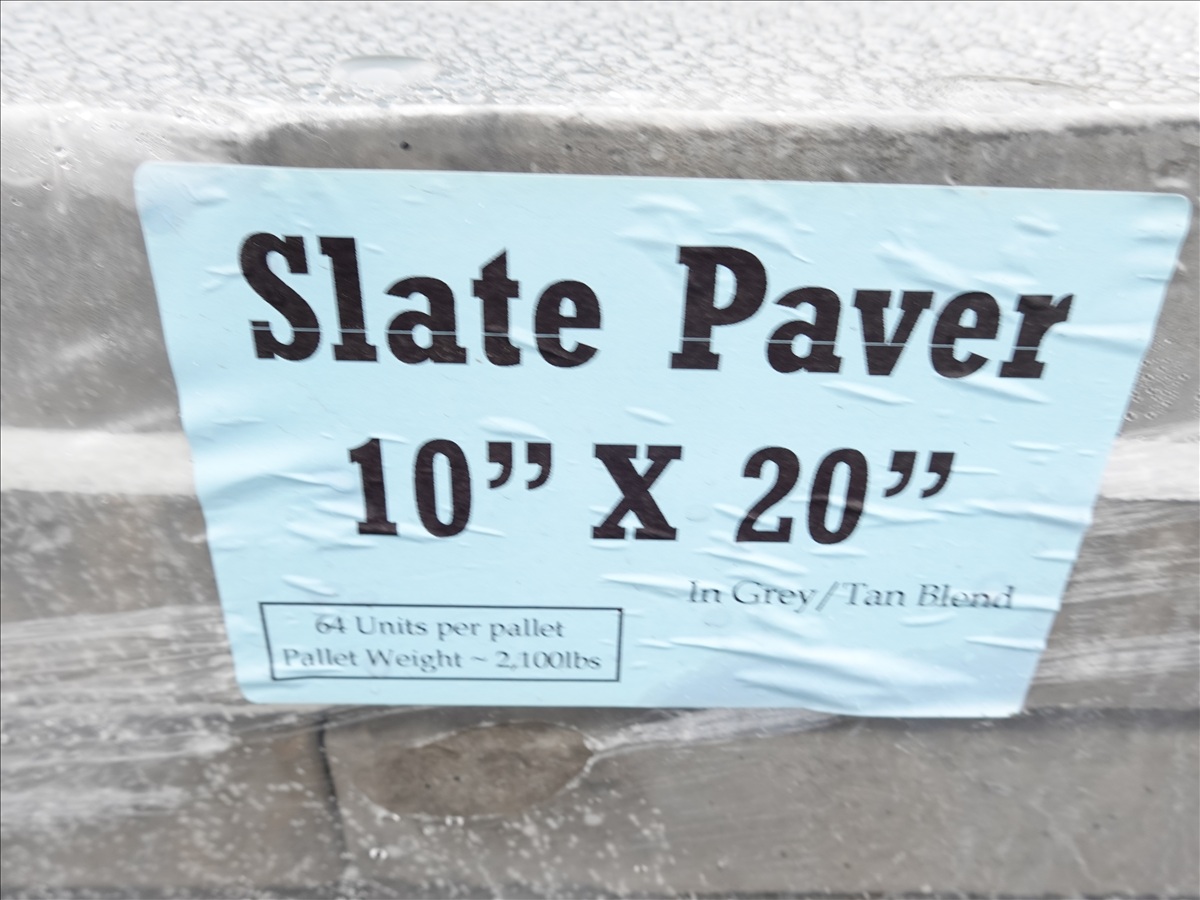 Slate Paver
10” X 20”
In Grey/Tan Blend
64 Units per pallet
Pallet Weight ~ 2,100lbs